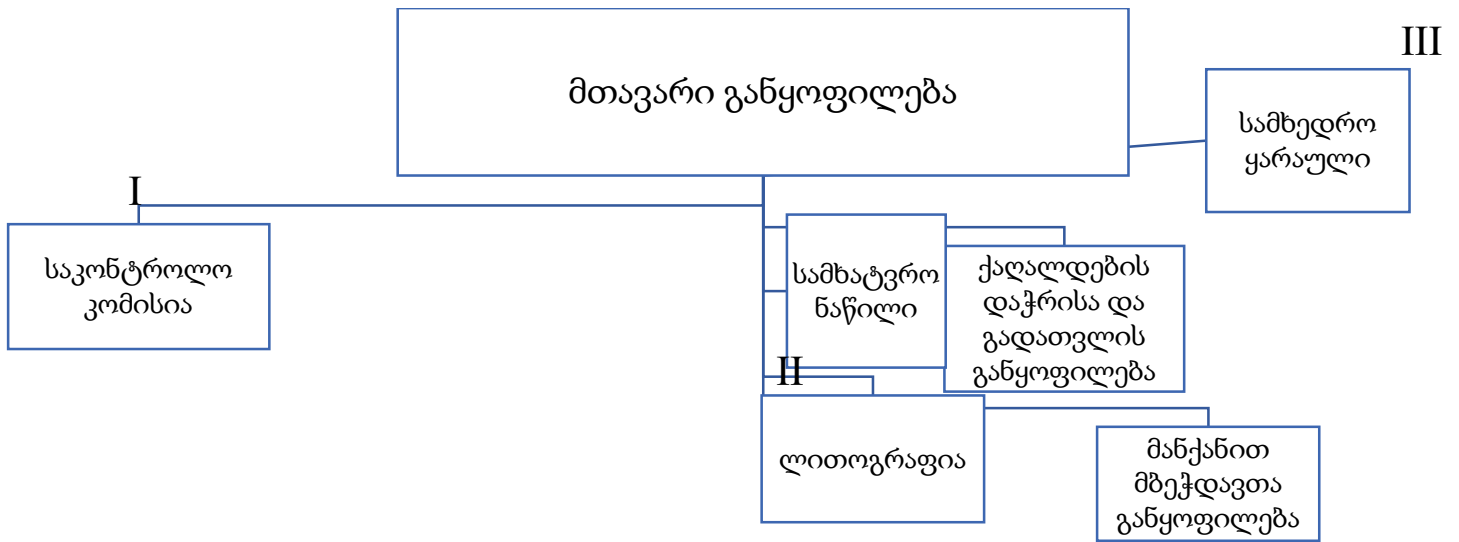 მთავარი განყოფილება
III
სამხედრო
ყარაული
I
საკონტროლო
კომისია
სამხატვრო
ნაწილი
ქაღალდების
დაჭრისა და
გადათვლის
განყოფილება
II
ლითოგრაფია
მანქანით
მბეჭდავთა
განყოფილება